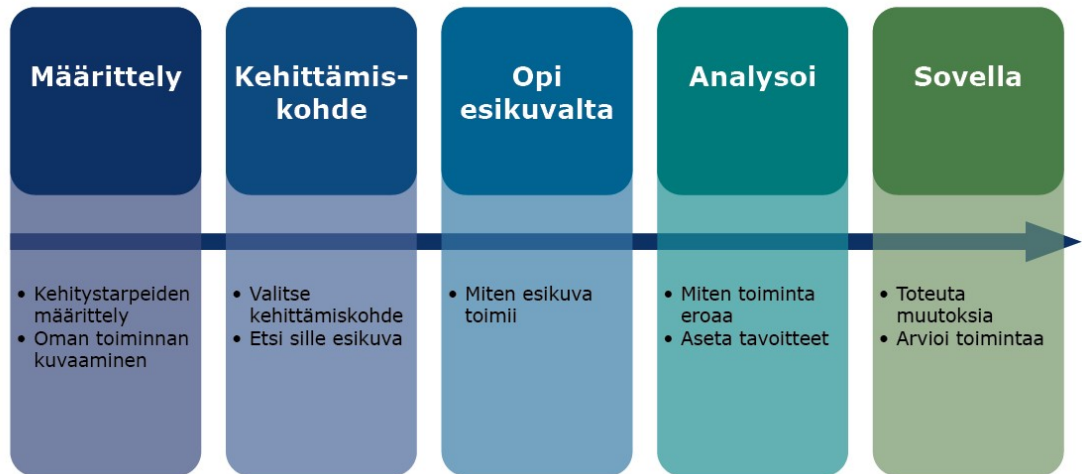 Määrittely
• Kehitystarpeiden
määrittely
• Oman toiminnan
kuvaaminen
Kehittämis-
kohde
• Valitse
kehittämiskohde
• Etsi sille esikuva
Opi
esikuvalta
• Miten esikuva
toimii
Analysoi
• Miten toiminta
eroaa
• Aseta tavoitteet
Sovella
• Toteuta
muutoksia
• Arvioi toimintaa